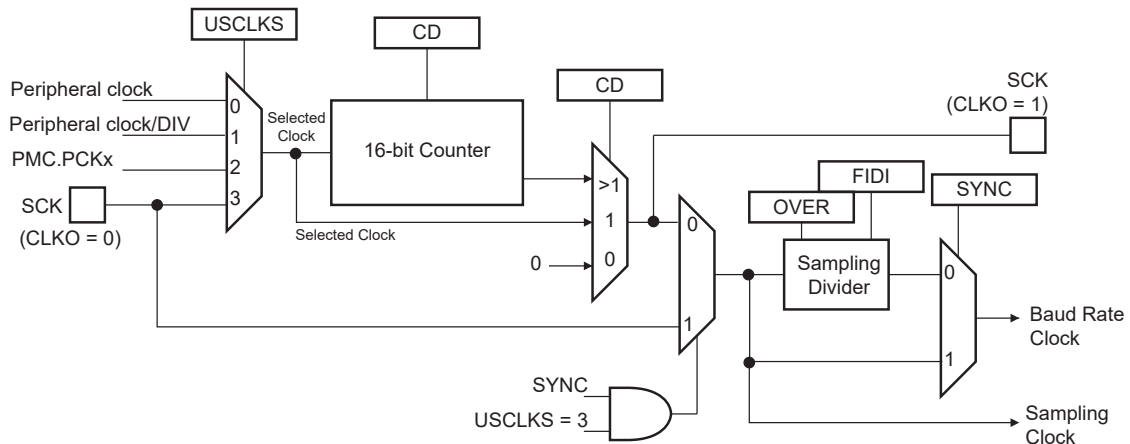 USCLKS
CD
CD
SCK
(CLKO = 1)
Peripheral clock
Peripheral clock/DIV
PMC.PCKx
SCK
(CLKO = 0)
0
1
2
3
Selected
Clock
16-bit Counter
Selected Clock
0
>1
1
0
0
1
FIDI
OVER
SYNC
Sampling
Divider
0
1
Baud Rate
Clock
SYNC
USCLKS = 3
Sampling
Clock